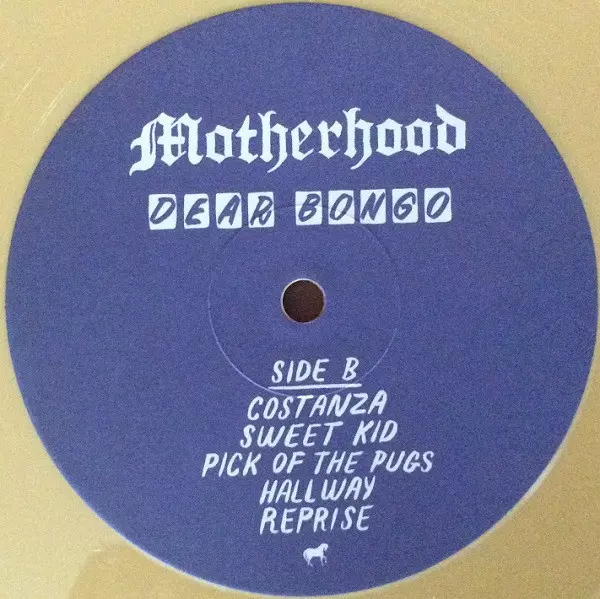 Motherhood
DEAR BONGO
SIDE B
COSTANZA
SWEET KID
PICK OF THE PUGS
HALLWAY
REPRISE